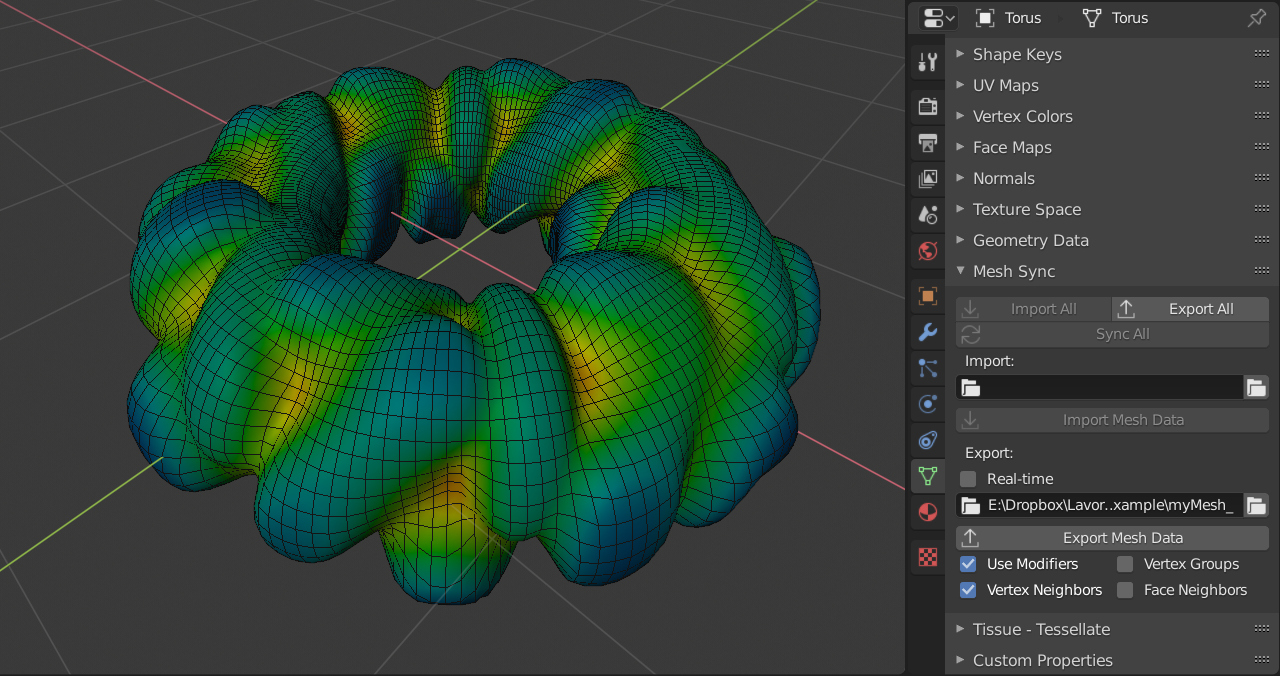 Torus Torus
Shape Keys
UV Maps
Vertex Colors
Face Maps
Normals
Texture Space
Geometry Data
Mesh Sync
Import All Export All
Sync All
Import:
Import Mesh Data
Export:
Real-time
E:\Dropbox\Lavor..xample\myMesh_
Export Mesh Data
Use Modifiers Vertex Groups
Vertex Neighbors Face Neighbors
Tissue - Tessellate
Custom Properties